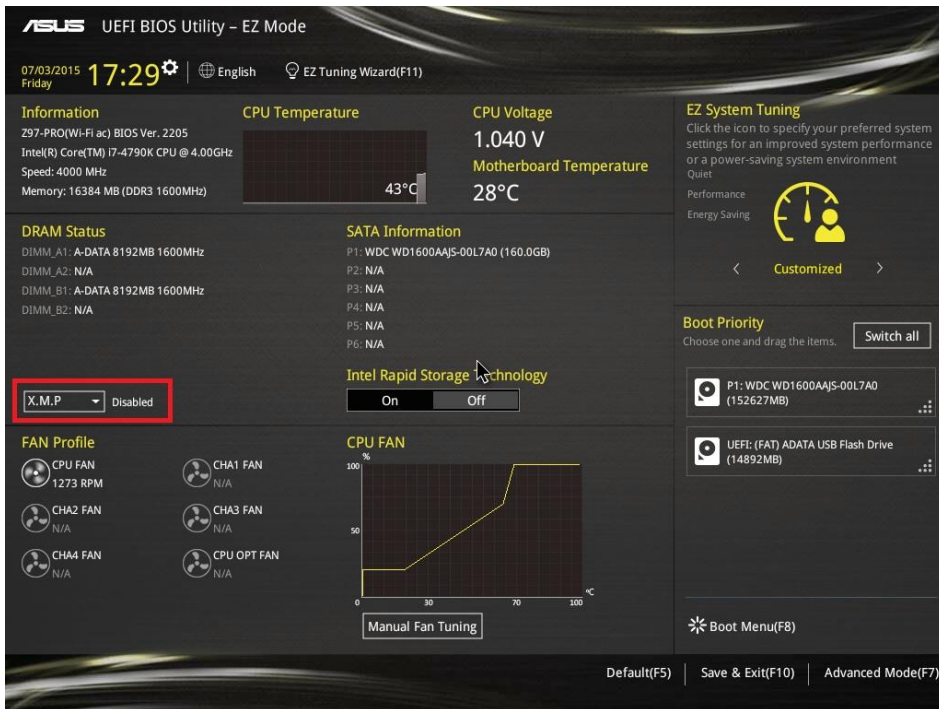 ASUS UEFI BIOS Utility – EZ Mode
07/03/2015
Friday
17:29
English
EZ Tuning Wizard(F11)
Information
Z97-PRO(Wi-Fi ac) BIOS Ver. 2205
Intel(R) Core(TM) i7-4790K CPU @ 4.00GHz
Speed: 4000 MHz
Memory: 16384 MB (DDR3 1600MHz)
CPU Temperature
43°C
CPU Voltage
1.040 V
Motherboard Temperature
28°C
EZ System Tuning
Click the icon to specify your preferred system
settings for an improved system performance
or a power-saving system environment
Quiet
Performance
Energy Saving
Customized
DRAM Status
DIMM_A1: A-DATA 8192MB 1600MHz
DIMM_A2: N/A
DIMM_B1: A-DATA 8192MB 1600MHz
DIMM_B2: N/A
X.M.P
Disabled
SATA Information
P1: WDC WD1600AAJS-00L7A0 (160.0GB)
P2: N/A
P3: N/A
P4: N/A
P5: N/A
P6: N/A
Intel Rapid Storage Technology
On
Off
Boot Priority
Choose one and drag the items.
Switch all
P1: WDC WD1600AAJS-00L7A0
(152627MB)
UEFI: (FAT) ADATA USB Flash Drive
(14892MB)
FAN Profile
CPU FAN
1273 RPM
CHA1 FAN
N/A
CHA2 FAN
N/A
CHA3 FAN
N/A
CHA4 FAN
N/A
CPU OPT FAN
N/A
CPU FAN
%
100
50
0
30
70
100
°C
Manual Fan Tuning
Boot Menu(F8)
Default(F5)
Save & Exit(F10)
Advanced Mode(F7)